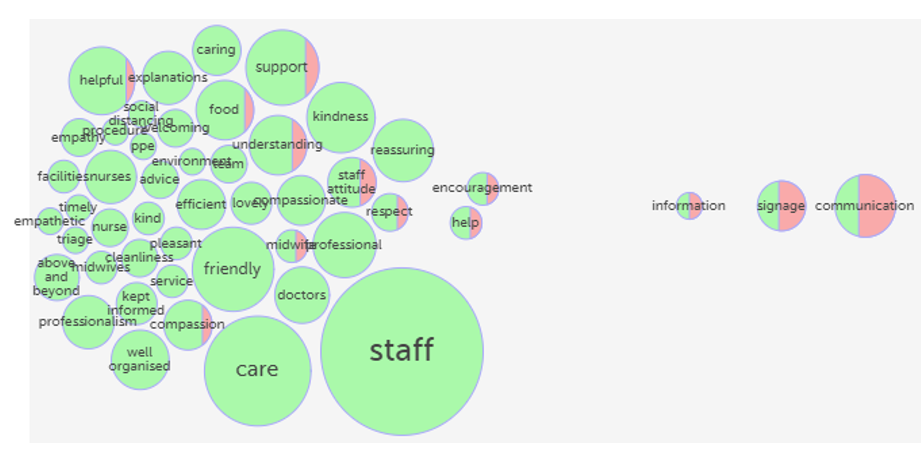 caring
support
helpful
explanations
food
social
distancing
procedure
welcoming
kindness
empathy
ppe
understanding
reassuring
environment
team
facilities
nurses
advice
staff
attitude
encouragement
efficient
lovely
compassionate
respect
help
information
signage
communication
timely
empathetic
nurse
kind
triage
pleasant
midwife
professional
cleanliness
midwives
friendly
above
and
beyond
service
doctors
kept
informed
professionalism
compassion
well
organised
care
staff